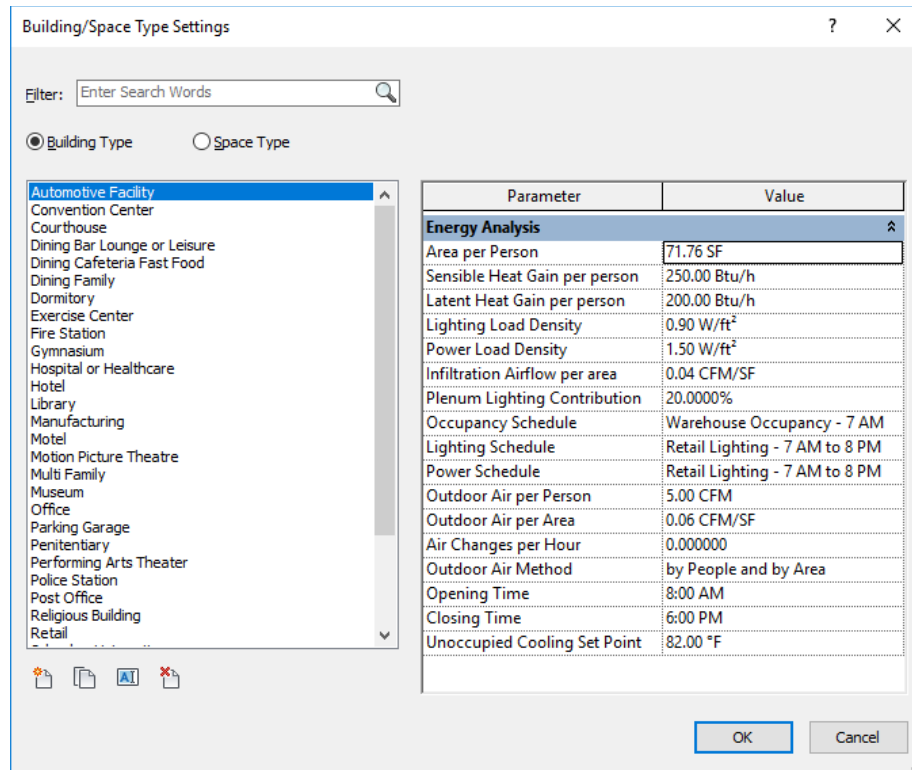 Building/Space Type Settings
?
Filter: Enter Search Words
Building Type Space Type
Automotive Facility
Convention Center
Courthouse
Dining Bar Lounge or Leisure
Dining Cafeteria Fast Food
Dining Family
Dormitory
Exercise Center
Fire Station
Gymnasium
Hospital or Healthcare
Hotel
Library
Manufacturing
Motel
Motion Picture Theatre
Multi Family
Museum
Office
Parking Garage
Penitentiary
Performing Arts Theater
Police Station
Post Office
Religious Building
Retail
Parameter Value
Energy Analysis
Area per Person 71.76 SF
Sensible Heat Gain per person 250.00 Btu/h
Latent Heat Gain per person 200.00 Btu/h
Lighting Load Density 0.90 W/ft²
Power Load Density 1.50 W/ft²
Infiltration Airflow per area 0.04 CFM/SF
Plenum Lighting Contribution 20.0000%
Occupancy Schedule Warehouse Occupancy - 7 AM
Lighting Schedule Retail Lighting - 7 AM to 8 PM
Power Schedule Retail Lighting - 7 AM to 8 PM
Outdoor Air per Person 5.00 CFM
Outdoor Air per Area 0.06 CFM/SF
Air Changes per Hour 0.000000
Outdoor Air Method by People and by Area
Opening Time 8:00 AM
Closing Time 6:00 PM
Unoccupied Cooling Set Point 82.00 °F
AI
OK Cancel